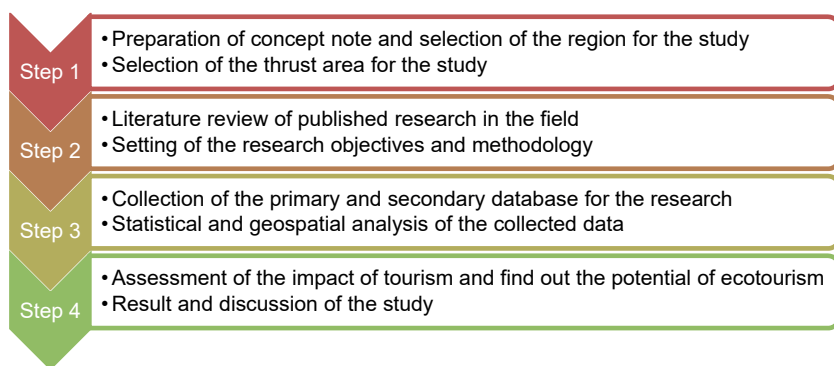 Step 1
• Preparation of concept note and selection of the region for the study
• Selection of the thrust area for the study
Step 2
• Literature review of published research in the field
• Setting of the research objectives and methodology
Step 3
• Collection of the primary and secondary database for the research
• Statistical and geospatial analysis of the collected data
Step 4
• Assessment of the impact of tourism and find out the potential of ecotourism
• Result and discussion of the study